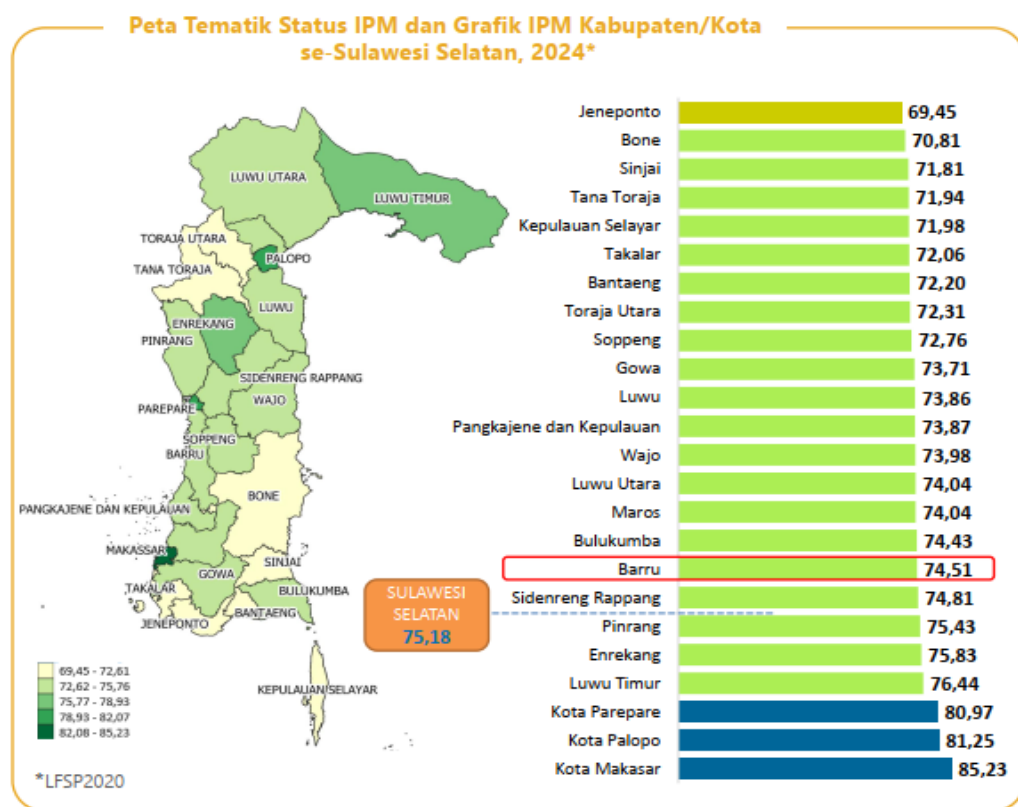 Peta Tematik Status IPM dan Grafik IPM Kabupaten/Kota
se-Sulawesi Selatan, 2024*
LUWU UTARA
LUWU TIMUR
TORAJA UTARA
PALOPO
TANA TORAJA
LUWU
ENREKANG
PINRANG
SIDENRENG RAPPANG
WAJO
PAREPARE
SOPPENG
BARRU
BONE
PANGKAJENE DAN KEPULAUAN
MAKASSAR
SINJAI
GOWA
TAKALAR
BULUKUMBA
BANTAENG
JENEPONTO
KEPULAUAN SELAYAR
69,45 - 72,61
72,62 - 75,76
75,77 - 78,93
78,93 - 82,07
82,08 - 85,23
*LFSP2020
SULAWESI
SELATAN
75,18
Jeneponto 69,45
Bone 70,81
Sinjai 71,81
Tana Toraja 71,94
Kepulauan Selayar 71,98
Takalar 72,06
Bantaeng 72,20
Toraja Utara 72,31
Soppeng 72,76
Gowa 73,71
Luwu 73,86
Pangkajene dan Kepulauan 73,87
Wajo 73,98
Luwu Utara 74,04
Maros 74,04
Bulukumba 74,43
Barru 74,51
Sidenreng Rappang 74,81
Pinrang 75,43
Enrekang 75,83
Luwu Timur 76,44
Kota Parepare 80,97
Kota Palopo 81,25
Kota Makasar 85,23